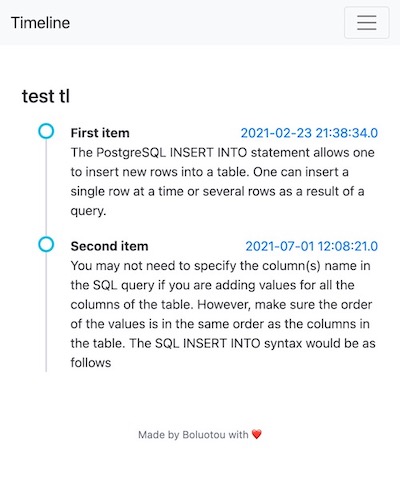 Timeline
test tl
First item 2021-02-23 21:38:34.0
The PostgreSQL INSERT INTO statement allows one
to insert new rows into a table. One can insert a
single row at a time or several rows as a result of a
query.
Second item 2021-07-01 12:08:21.0
You may not need to specify the column(s) name in
the SQL query if you are adding values for all the
columns of the table. However, make sure the order
of the values is in the same order as the columns in
the table. The SQL INSERT INTO syntax would be as
follows
Made by Boluotou with ❤️